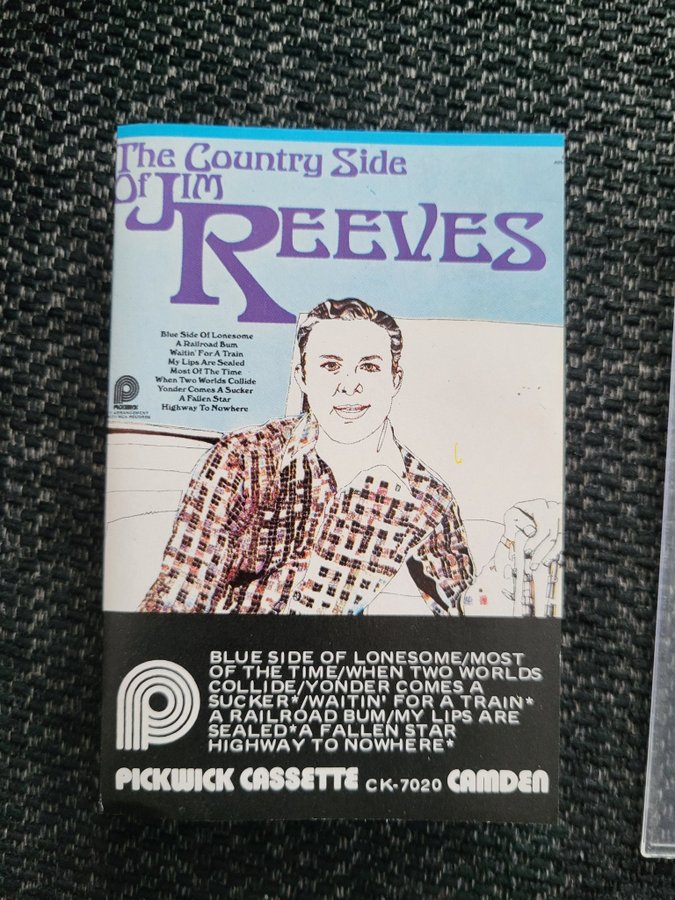 The Country Side
Of JIM
REEVES
Blue Side Of Lonesome
A Railroad Bum
Waitin' For A Train
My Lips Are Sealed
Most Of The Time
When Two Worlds Collide
Yonder Comes A Sucker
A Fallen Star
Highway To Nowhere
PICKWICK
BLUE SIDE OF LONESOME/MOST
OF THE TIME/WHEN TWO WORLDS
COLLIDE/YONDER COMES A
SUCKER*/WAITIN' FOR A TRAIN*
A RAILROAD BUM/MY LIPS ARE
SEALED*A FALLEN STAR
HIGHWAY TO NOWHERE*
PICKWICK CASSETTE CK-7020 CAMDEN